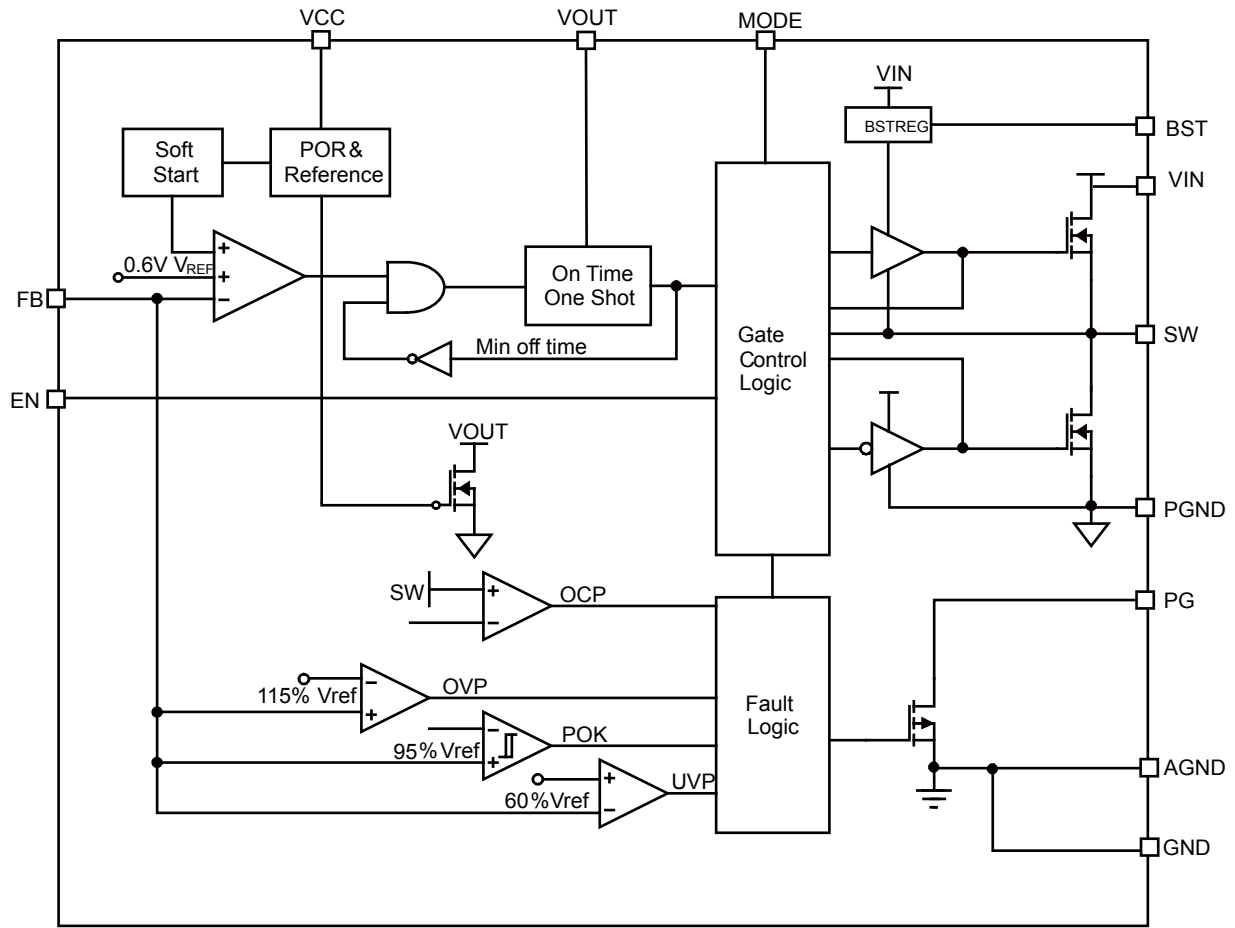 VCC
VOUT
MODE
VIN
BSTREG
BST
VIN
Soft
Start
POR &
Reference
0.6V VREF
+
+
−
FB
On Time
One Shot
Min off time
Gate
Control
Logic
SW
EN
VOUT
PGND
SW
+
−
OCP
PG
115% Vref
−
+
OVP
Fault
Logic
95% Vref
−
+
POK
60%Vref
+
−
UVP
AGND
GND